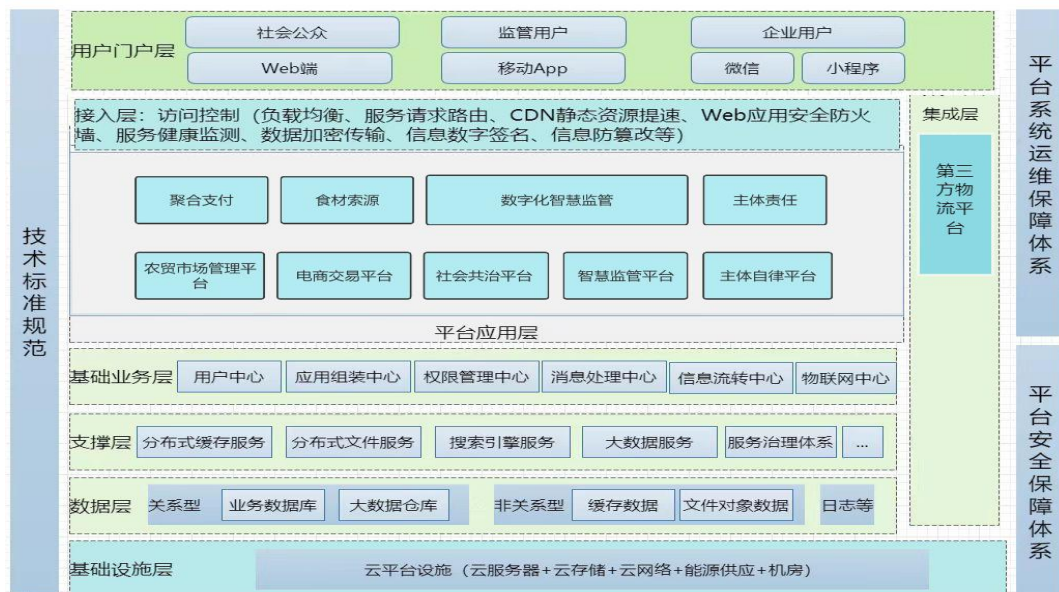 技术标准规范
用户门户层
社会公众
监管用户
企业用户
Web端
移动App
微信
小程序
接入层：访问控制（负载均衡、服务请求路由、CDN静态资源提速、Web应用安全防火
墙、服务健康监测、数据加密传输、信息数字签名、信息防篡改等）
聚合支付
食材索源
数字化智慧监管
主体责任
农贸市场管理平
台
电商交易平台
社会共治平台
智慧监管平台
主体自律平台
平台应用层
基础业务层
用户中心
应用组装中心
权限管理中心
消息处理中心
信息流转中心
物联网中心
支撑层
分布式缓存服务
分布式文件服务
搜索引擎服务
大数据服务
服务治理体系
...
数据层
关系型
业务数据库
大数据仓库
非关系型
缓存数据
文件对象数据
日志等
基础设施层
云平台设施（云服务器+云存储+云网络+能源供应+机房）
集成层
第三
方物
流平
台
平台系统运维保障体系
平台安全保障体系